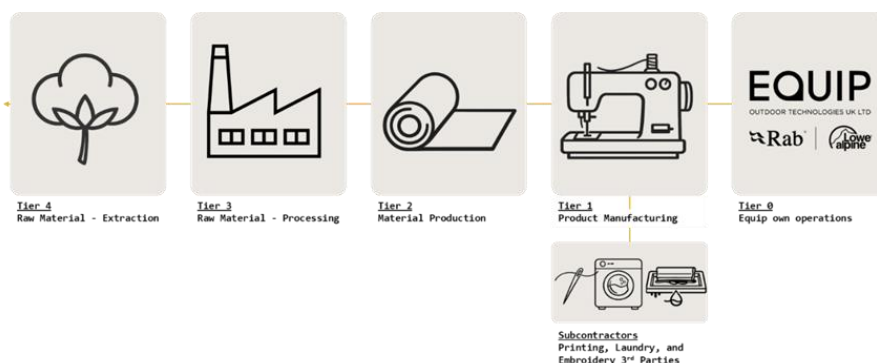 EQUIP
OUTDOOR TECHNOLOGIES UK LTD
Rab
Lowe
alpine
Tier 4
Raw Material - Extraction
Tier 3
Raw Material - Processing
Tier 2
Material Production
Tier 1
Product Manufacturing
Tier 0
Equip own operations
Subcontractors
Printing, Laundry, and
Embroidery 3rd Parties